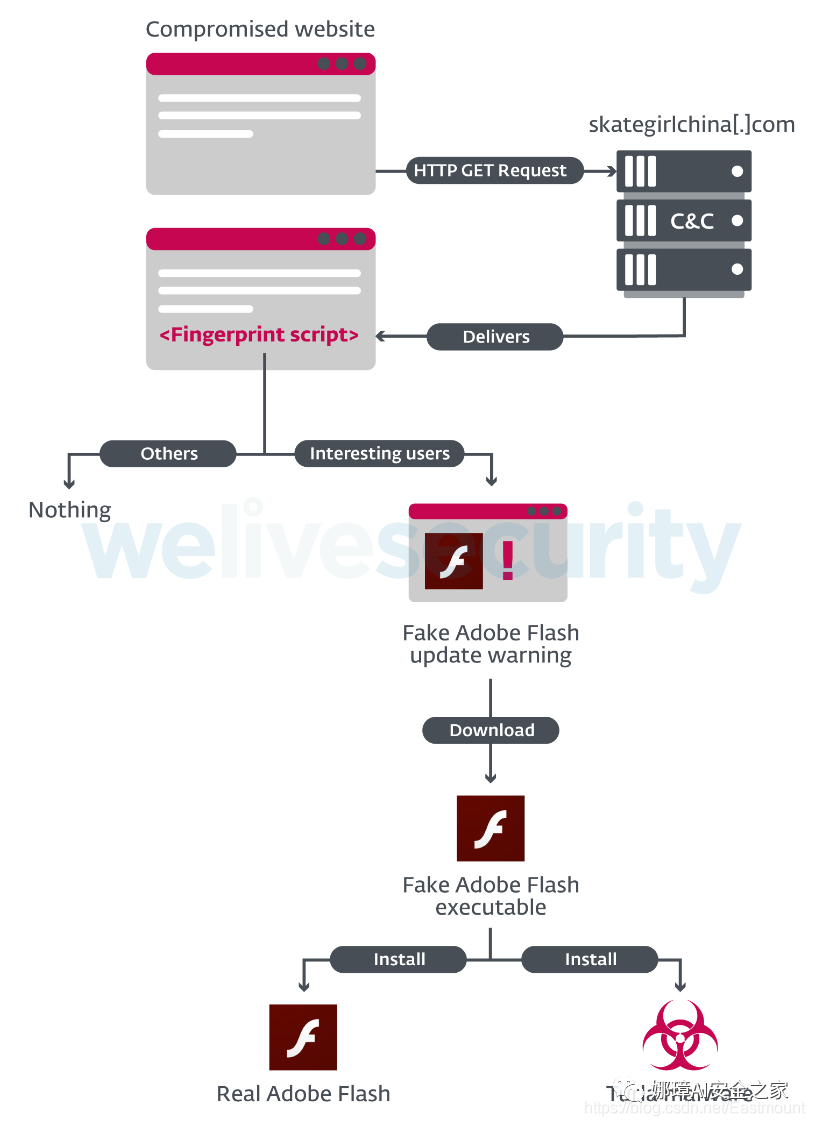 Compromised website
HTTP GET Request
skategirlchina[.]com
C&C
Delivers
<Fingerprint script>
Others
Interesting users
Nothing
welivesecurity
!
Fake Adobe Flash
update warning
Download
Fake Adobe Flash
executable
Install
Install
Real Adobe Flash
娜璋AI安全之家
https://blog.csdn.net/Eastmount